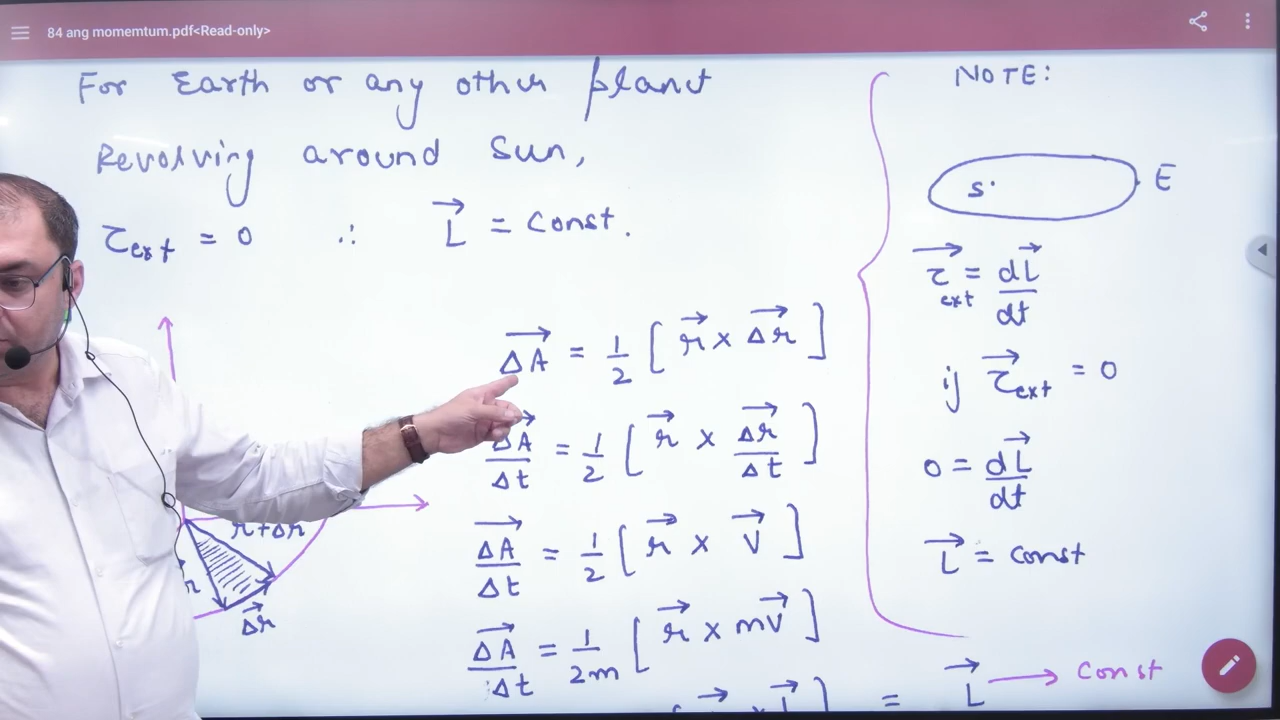 84 ang momemtum.pdf<Read-only>
For Earth or any other planet
Revolving around Sun,
τext = 0 ∴ L⃗ = Const.
ΔA⃗ = 1/2 [ r⃗ × Δr⃗ ]
ΔA⃗/Δt = 1/2 [ r⃗ × Δr⃗/Δt ]
ΔA⃗/Δt = 1/2 [ r⃗ × v⃗ ]
ΔA⃗/Δt = 1/2m [ r⃗ × mv⃗ ]
= L⃗ → Const
r+Δr
r
Δr⃗
NOTE:
S· E
τ⃗ext = dL⃗/dt
if τ⃗ext = 0
0 = dL⃗/dt
L⃗ = const